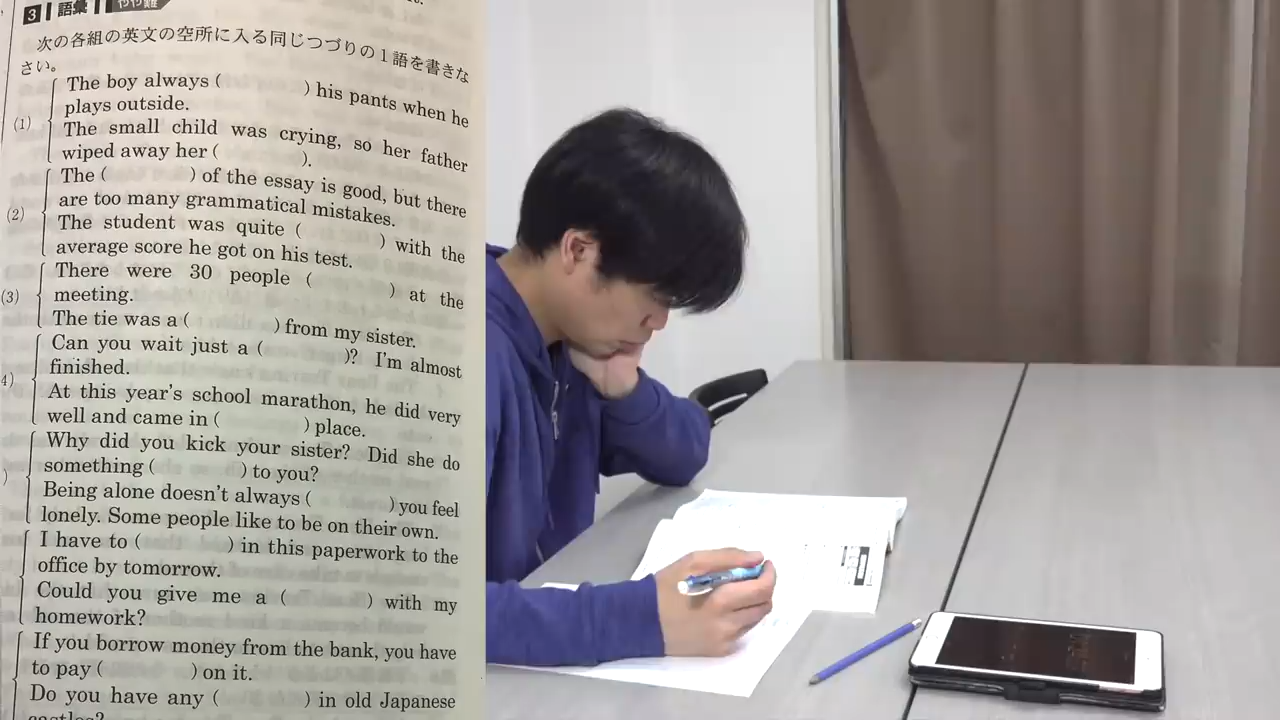 3 語彙 やや難
次の各組の英文の空所に入る同じつづりの1語を書きな
さい。
(1)
The boy always ( ) his pants when he
plays outside.
The small child was crying, so her father
wiped away her ( ).
(2)
The ( ) of the essay is good, but there
are too many grammatical mistakes.
The student was quite ( ) with the
average score he got on his test.
(3)
There were 30 people ( ) at the
meeting.
The tie was a ( ) from my sister.
4)
Can you wait just a ( )? I'm almost
finished.
At this year's school marathon, he did very
well and came in ( ) place.
)
Why did you kick your sister? Did she do
something ( ) to you?
Being alone doesn't always ( ) you feel
lonely. Some people like to be on their own.
I have to ( ) in this paperwork to the
office by tomorrow.
Could you give me a ( ) with my
homework?
If you borrow money from the bank, you have
to pay ( ) on it.
Do you have any ( ) in old Japanese
castles?